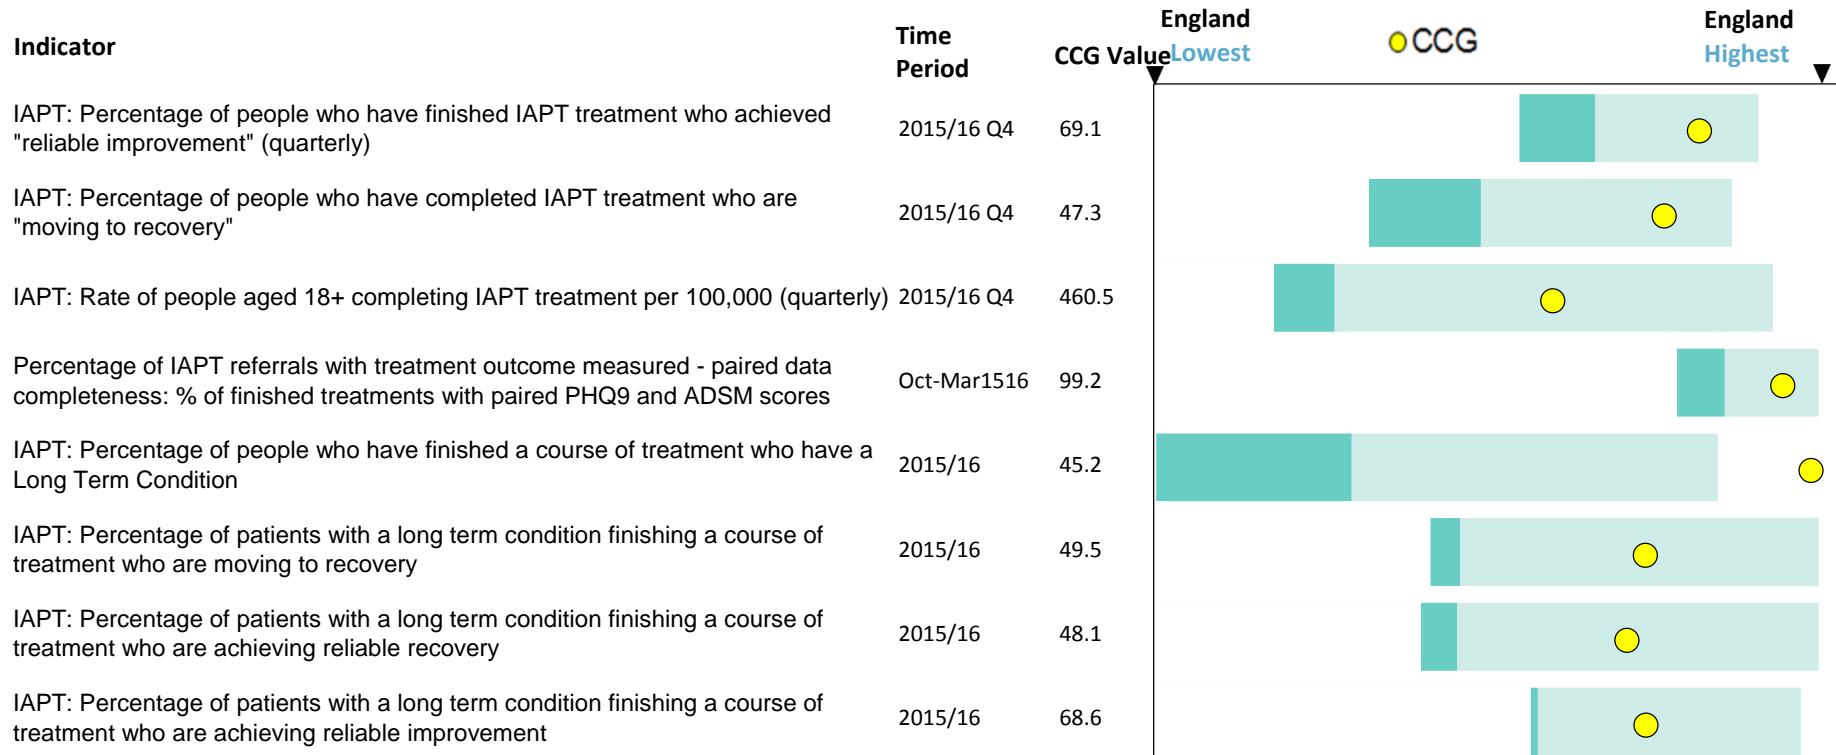 Indicator
Time
Period
CCG Value
England
Lowest
CCG
England
Highest
IAPT: Percentage of people who have finished IAPT treatment who achieved
"reliable improvement" (quarterly)
2015/16 Q4
69.1
IAPT: Percentage of people who have completed IAPT treatment who are
"moving to recovery"
2015/16 Q4
47.3
IAPT: Rate of people aged 18+ completing IAPT treatment per 100,000 (quarterly)
2015/16 Q4
460.5
Percentage of IAPT referrals with treatment outcome measured - paired data
completeness: % of finished treatments with paired PHQ9 and ADSM scores
Oct-Mar1516
99.2
IAPT: Percentage of people who have finished a course of treatment who have a
Long Term Condition
2015/16
45.2
IAPT: Percentage of patients with a long term condition finishing a course of
treatment who are moving to recovery
2015/16
49.5
IAPT: Percentage of patients with a long term condition finishing a course of
treatment who are achieving reliable recovery
2015/16
48.1
IAPT: Percentage of patients with a long term condition finishing a course of
treatment who are achieving reliable improvement
2015/16
68.6